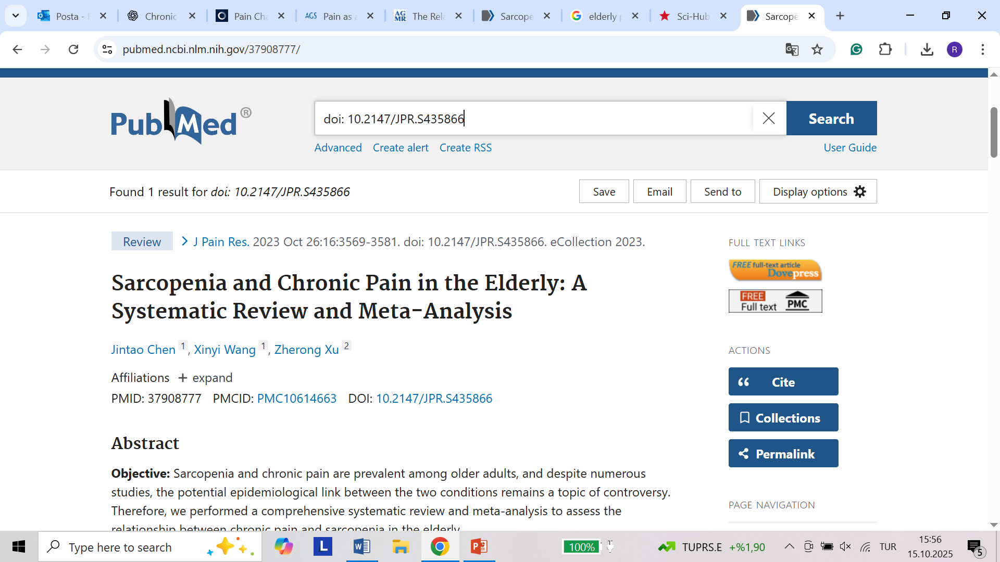 Posta - F
Chronic
Pain Cha
AGS Pain as a
AG MR The Rela
Sarcope
elderly p
Sci-Hub
Sarcope
pubmed.ncbi.nlm.nih.gov/37908777/
R
PubMed®
doi: 10.2147/JPR.S435866
Search
Advanced Create alert Create RSS
User Guide
Found 1 result for doi: 10.2147/JPR.S435866
Save
Email
Send to
Display options
Review
J Pain Res. 2023 Oct 26:16:3569-3581. doi: 10.2147/JPR.S435866. eCollection 2023.
Sarcopenia and Chronic Pain in the Elderly: A
Systematic Review and Meta-Analysis
Jintao Chen 1, Xinyi Wang 1, Zherong Xu 2
Affiliations + expand
PMID: 37908777 PMCID: PMC10614663 DOI: 10.2147/JPR.S435866
Abstract
Objective: Sarcopenia and chronic pain are prevalent among older adults, and despite numerous
studies, the potential epidemiological link between the two conditions remains a topic of controversy.
Therefore, we performed a comprehensive systematic review and meta-analysis to assess the
relationship between chronic pain and sarcopenia in the elderly.
FULL TEXT LINKS
FREE full-text article
Dovepress
FREE
Full text PMC
ACTIONS
Cite
Collections
Permalink
PAGE NAVIGATION
Type here to search
L
100%
TUPRS.E +%1,90
TUR
15:56
15.10.2025
5